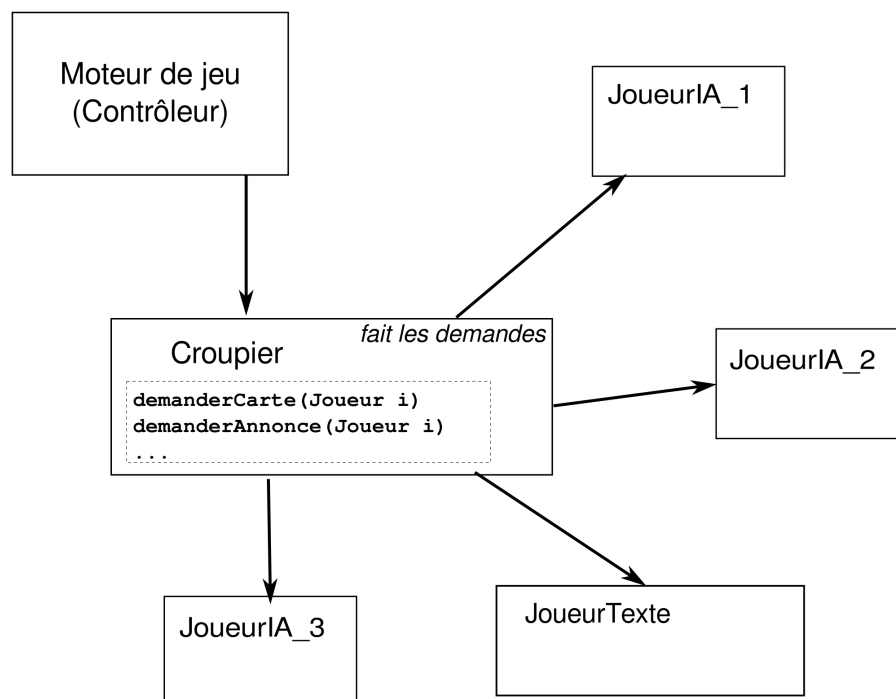 Moteur de jeu
(Contrôleur)
JoueurIA_1
fait les demandes
Croupier
JoueurIA_2
demanderCarte(Joueur i)
demanderAnnonce(Joueur i)
...
JoueurIA_3
JoueurTexte